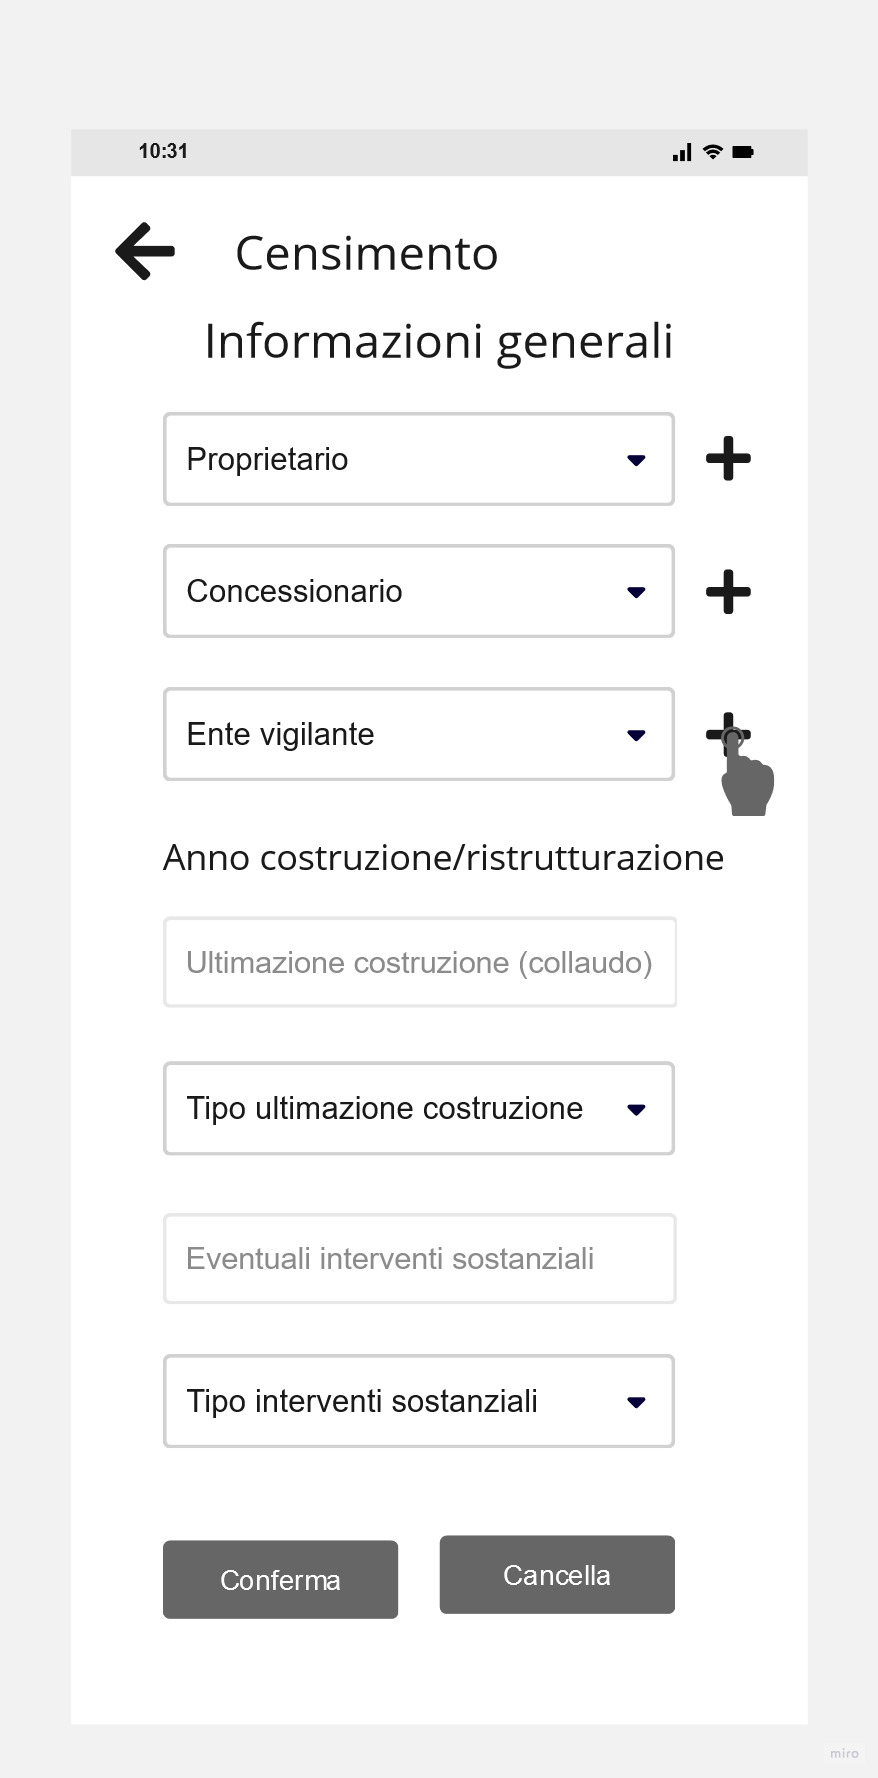 10:31
Censimento
Informazioni generali
Proprietario
Concessionario
Ente vigilante
Anno costruzione/ristrutturazione
Ultimazione costruzione (collaudo)
Tipo ultimazione costruzione
Eventuali interventi sostanziali
Tipo interventi sostanziali
Conferma
Cancella
miro